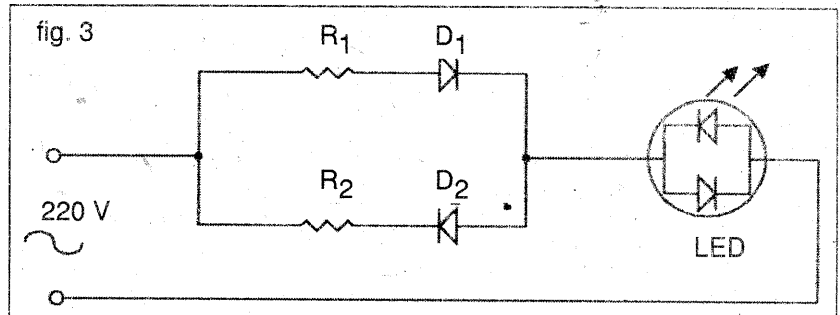 fig. 3
R1 D1
R2 D2
220 V
LED